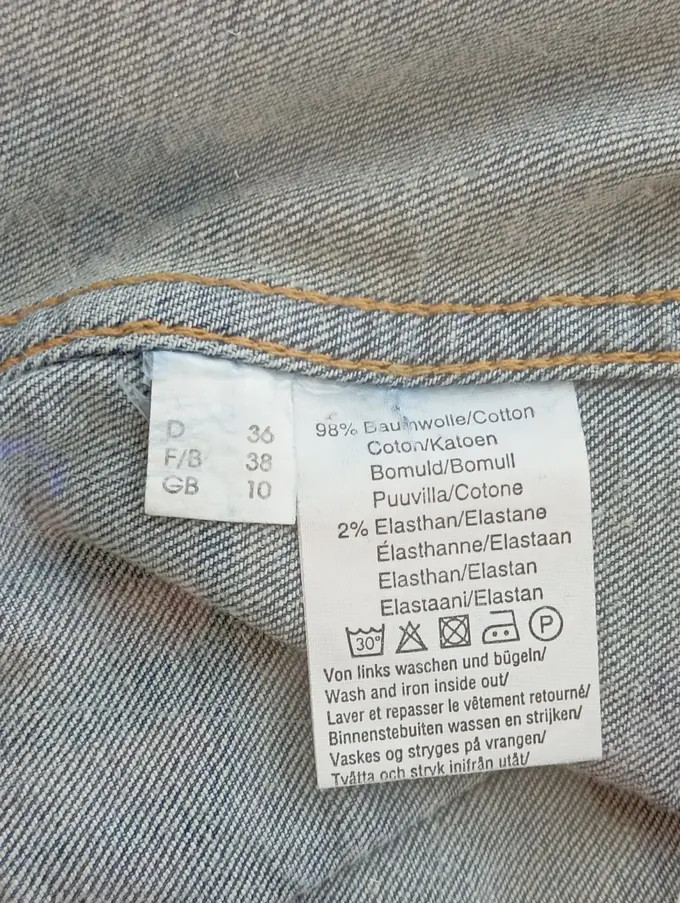 D 36
F/B 38
GB 10
98% Baumwolle/Cotton
Coton/Katoen
Bomuld/Bomull
Puuvilla/Cotone
2% Elasthan/Elastane
Élasthanne/Elastaan
Elasthan/Elastan
Elastaani/Elastan
30°
P
Von links waschen und bügeln/
Wash and iron inside out/
Laver et repasser le vêtement retourné/
Binnenstebuiten wassen en strijken/
Vaskes og stryges på vrangen/
Tvätta och stryk inifrån utåt/